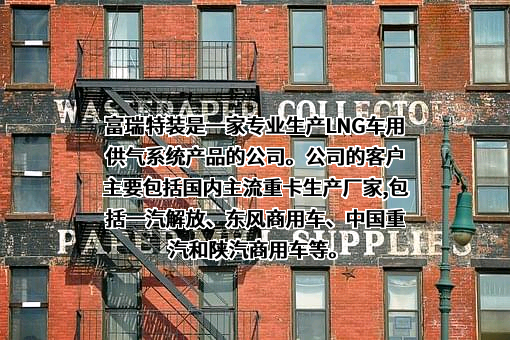 WASTEPAPER COLLECTO
富瑞特装是一家专业生产LNG车用
供气系统产品的公司。公司的客户
主要包括国内主流重卡生产厂家,包
括一汽解放、东风商用车、中国重
汽和陕汽商用车等。
SUPPLIES